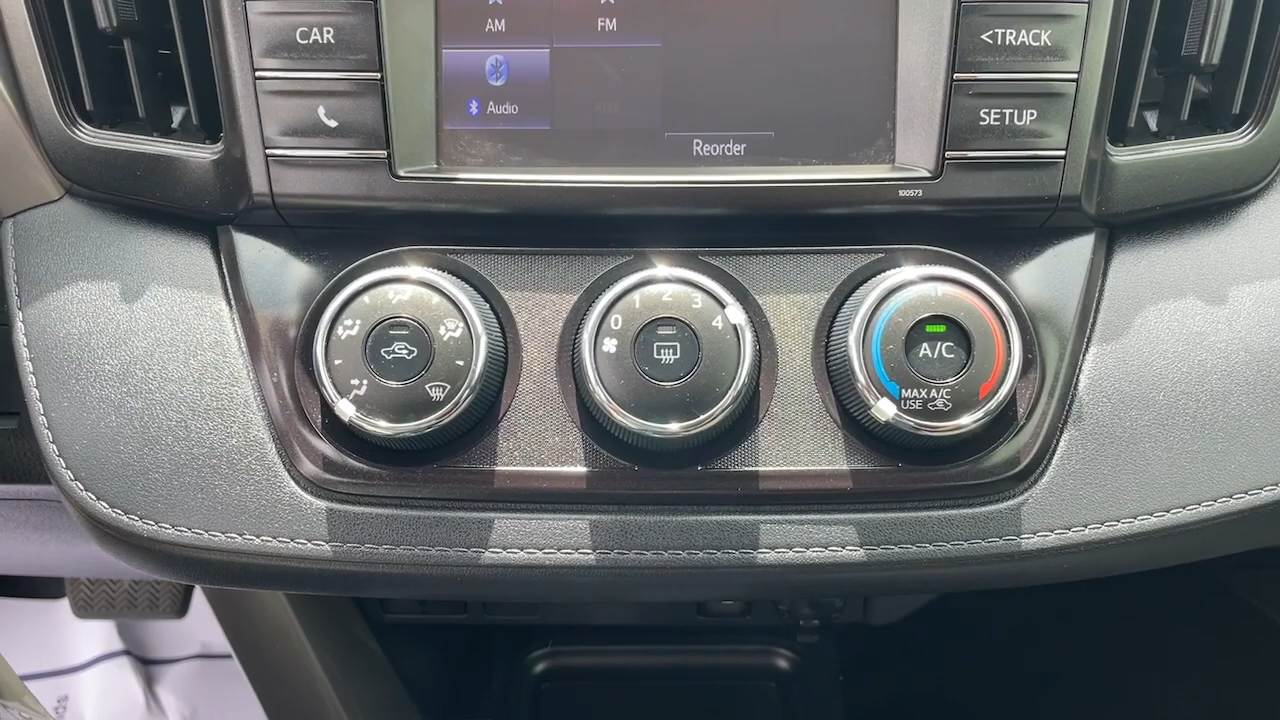 CAR
AM
FM
<TRACK
Audio
SETUP
Reorder
100573
0
1
2
3
4
A/C
MAX A/C
USE